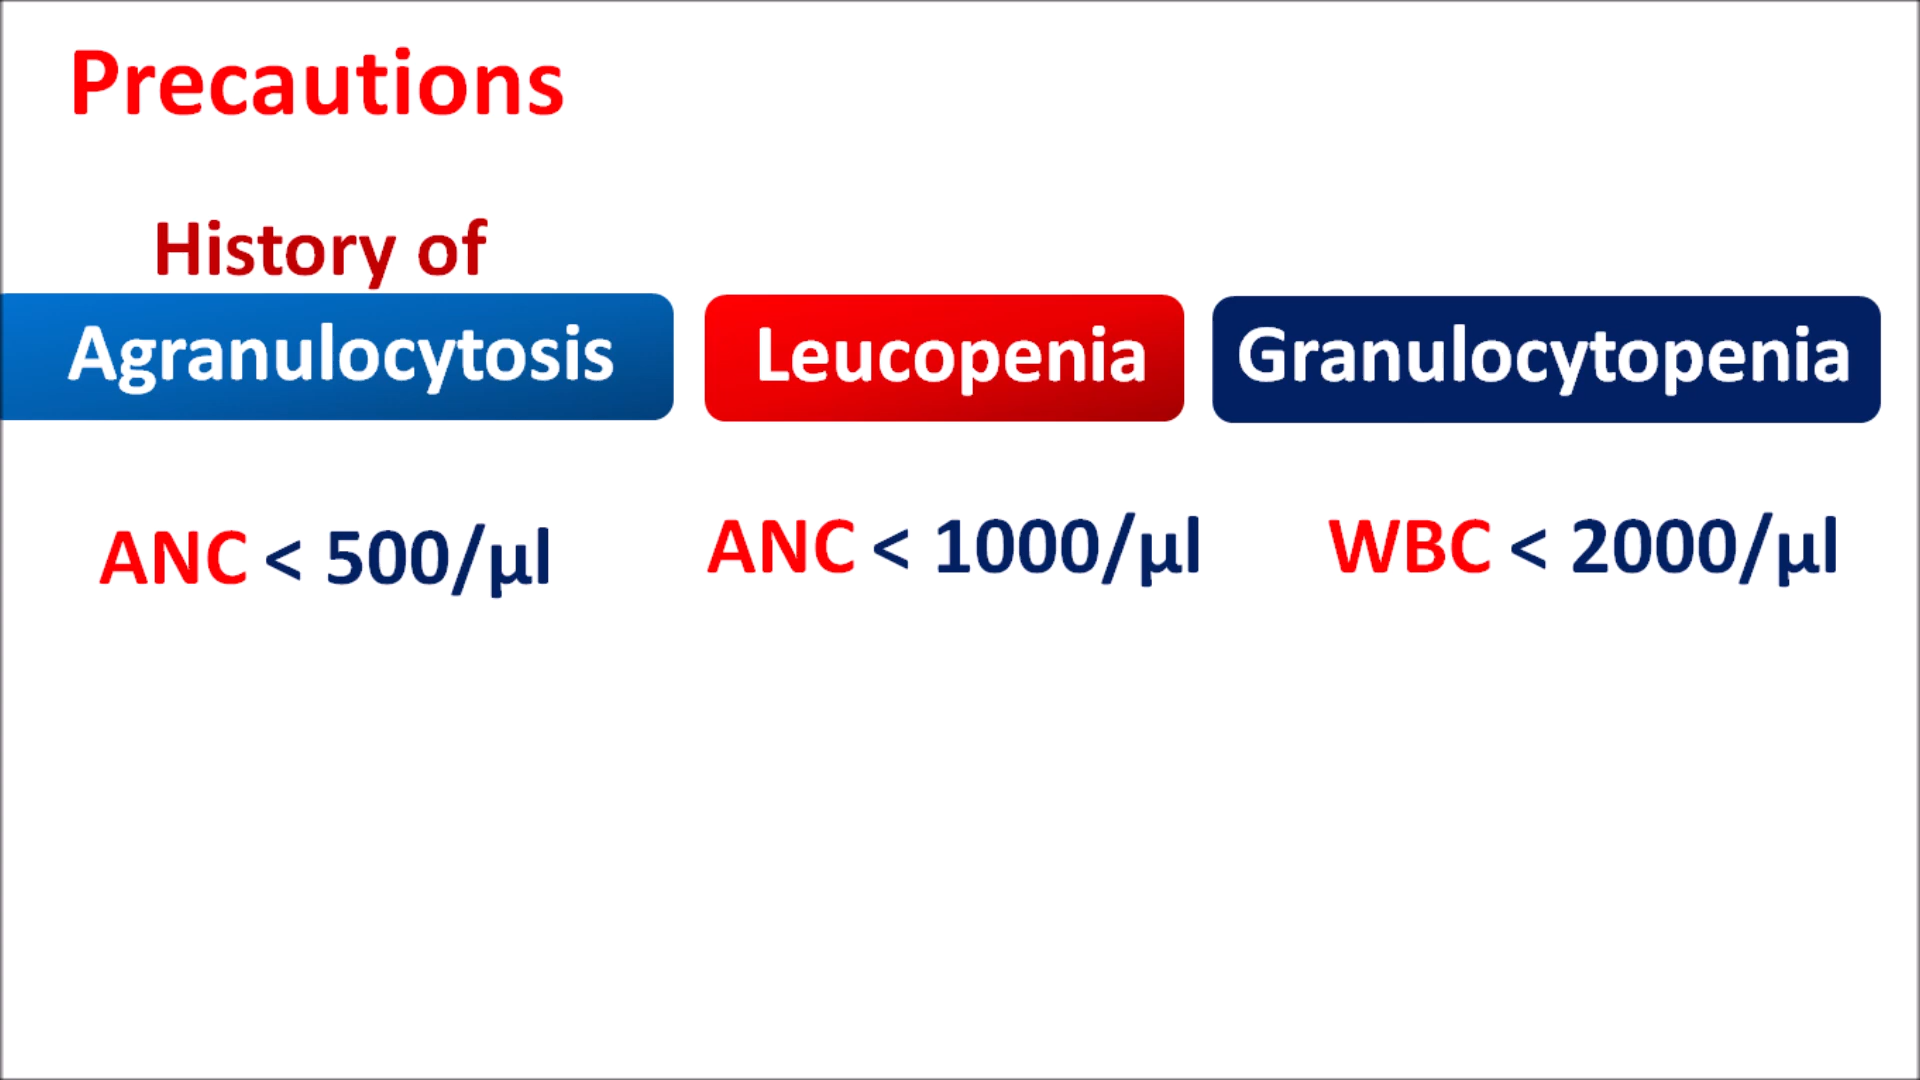 Precautions
History of
Agranulocytosis Leucopenia Granulocytopenia
ANC < 500/µl ANC < 1000/µl WBC < 2000/µl